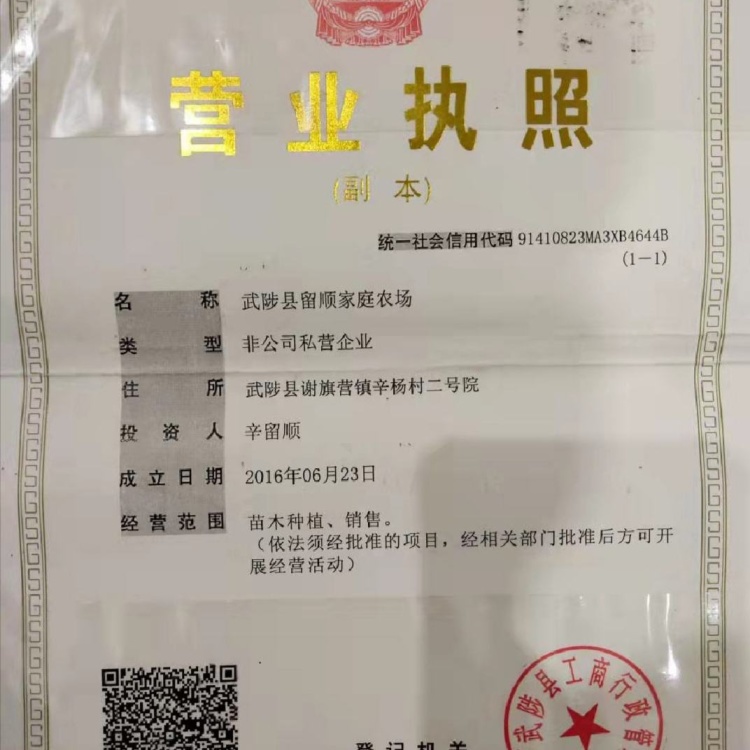 营业执照
(副 本)
统一社会信用代码 91410823MA3XB4644B
(1-1)
名 称 武陟县留顺家庭农场
类 型 非公司私营企业
住 所 武陟县谢旗营镇辛杨村二号院
投资人 辛留顺
成立日期 2016年06月23日
经营范围 苗木种植、销售。
(依法须经批准的项目，经相关部门批准后方可开
展经营活动)
武陟县工商行政管
登记机关